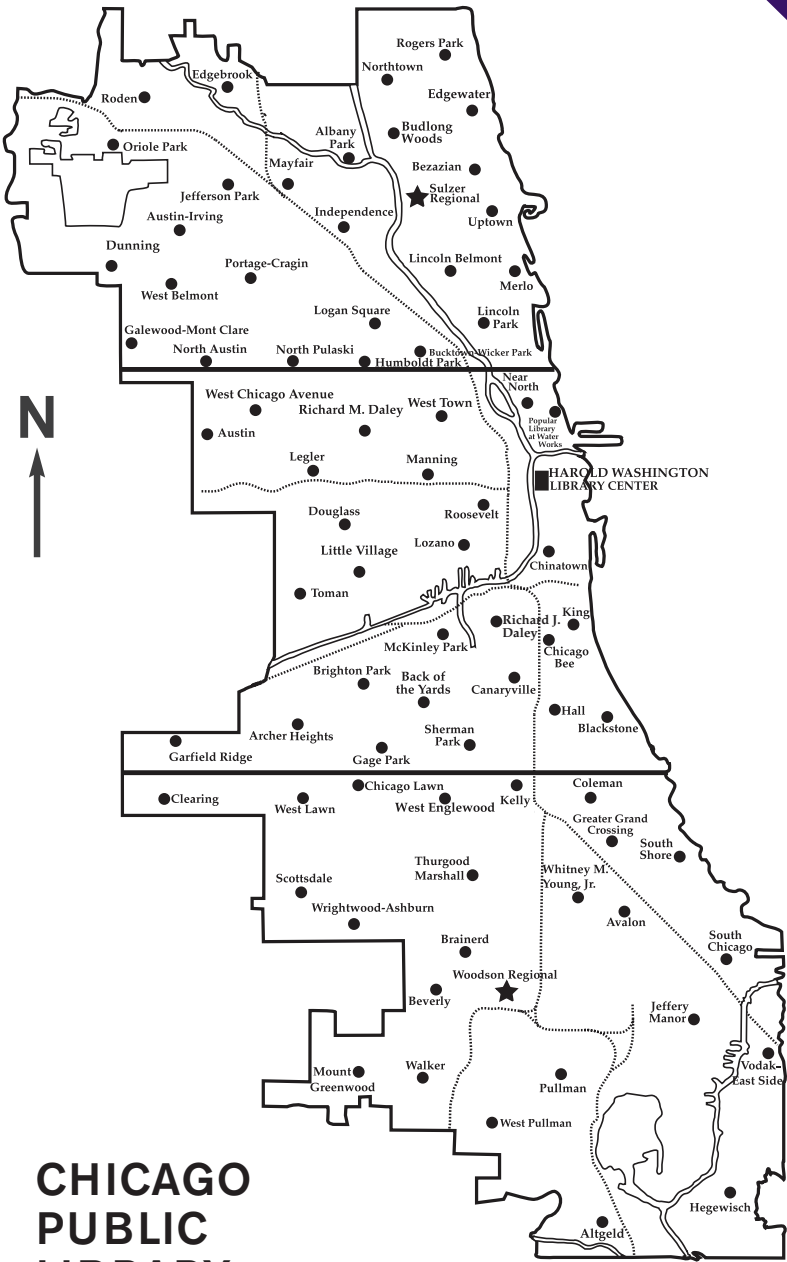 Rogers Park
Northtown
Edgebrook
Edgewater
Roden
Albany
Park
Budlong
Woods
Oriole Park
Mayfair
Bezazian
Jefferson Park
Sulzer
Regional
Austin-Irving
Independence
Uptown
Dunning
Portage-Cragin
Lincoln Belmont
West Belmont
Merlo
Logan Square
Lincoln
Park
Galewood-Mont Clare
North Austin
North Pulaski
Bucktown-Wicker Park
Humboldt Park
Near
North
West Chicago Avenue
Richard M. Daley
West Town
Popular
Library
at Water
Works
Austin
N
Legler
Manning
HAROLD WASHINGTON
LIBRARY CENTER
Douglass
Roosevelt
Little Village
Lozano
Chinatown
Toman
Richard J.
Daley
King
McKinley Park
Chicago
Bee
Brighton Park
Back of
the Yards
Canaryville
Hall
Blackstone
Archer Heights
Sherman
Park
Garfield Ridge
Gage Park
Chicago Lawn
Coleman
Clearing
West Lawn
West Englewood
Kelly
Greater Grand
Crossing
South
Shore
Thurgood
Marshall
Whitney M.
Young, Jr.
Scottsdale
Wrightwood-Ashburn
Avalon
Brainerd
South
Chicago
Woodson Regional
Beverly
Jeffery
Manor
Mount
Greenwood
Walker
Pullman
Vodak-
East Side
West Pullman
Hegewisch
Altgeld
CHICAGO
PUBLIC
LIBRARY